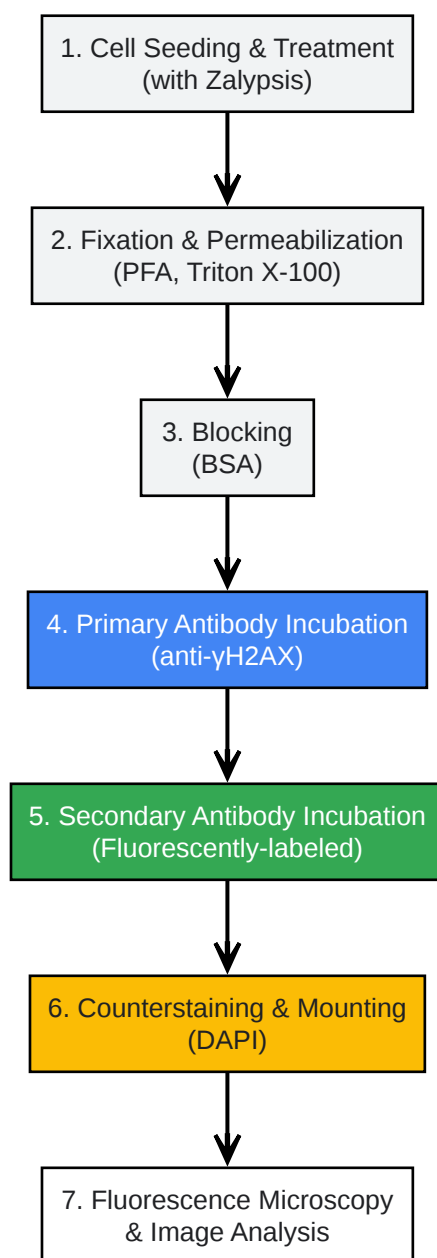 1. Cell Seeding & Treatment
(with Zalypsis)
2. Fixation & Permeabilization
(PFA, Triton X-100)
3. Blocking
(BSA)
4. Primary Antibody Incubation
(anti-γH2AX)
5. Secondary Antibody Incubation
(Fluorescently-labeled)
6. Counterstaining & Mounting
(DAPI)
7. Fluorescence Microscopy
& Image Analysis